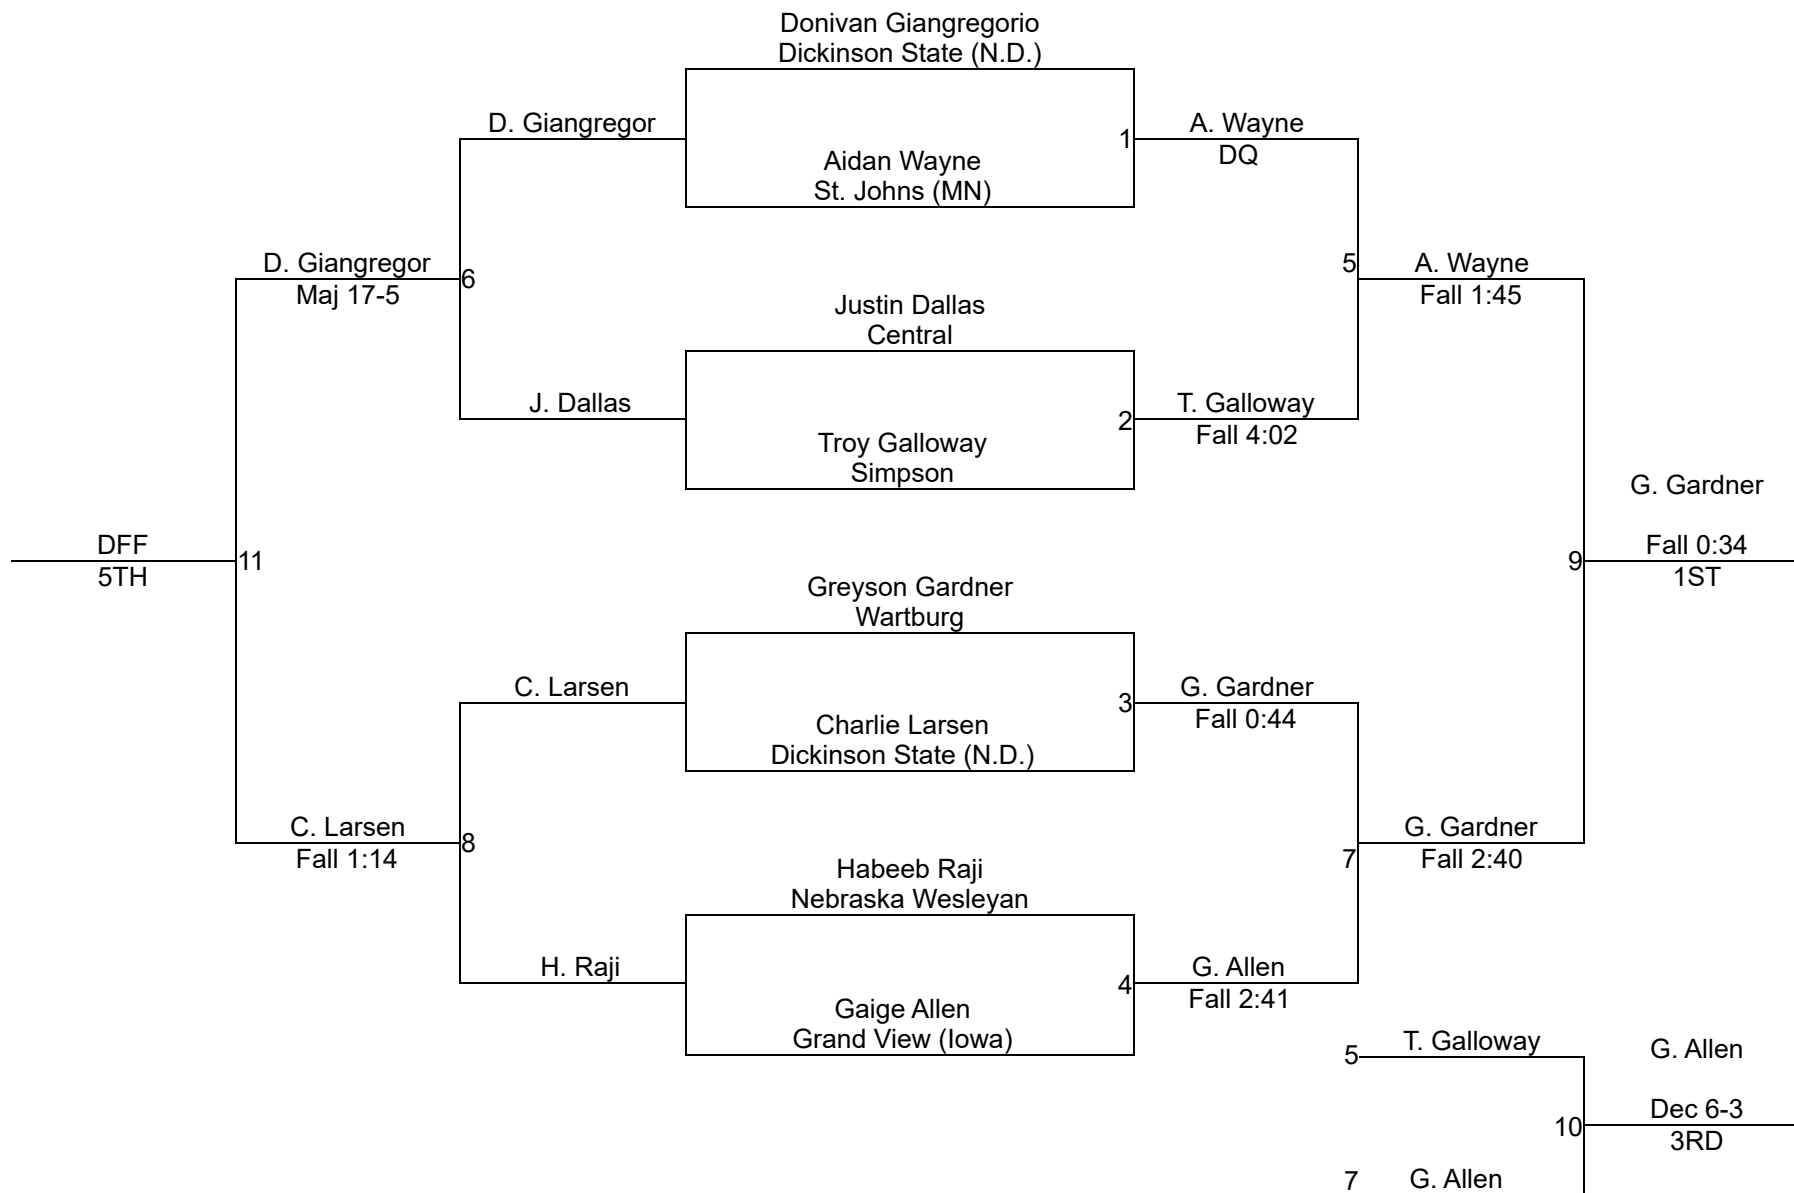 Donivan Giangregorio
Dickinson State (N.D.)
D. Giangregor
1
A. Wayne
DQ
Aidan Wayne
St. Johns (MN)
D. Giangregor
Maj 17-5
6
5
A. Wayne
Fall 1:45
Justin Dallas
Central
J. Dallas
2
T. Galloway
Fall 4:02
Troy Galloway
Simpson
G. Gardner
DFF
5TH
11
9
Fall 0:34
1ST
Greyson Gardner
Wartburg
C. Larsen
3
G. Gardner
Fall 0:44
Charlie Larsen
Dickinson State (N.D.)
C. Larsen
Fall 1:14
8
7
G. Gardner
Fall 2:40
Habeeb Raji
Nebraska Wesleyan
H. Raji
4
G. Allen
Fall 2:41
Gaige Allen
Grand View (Iowa)
5
T. Galloway
G. Allen
10
Dec 6-3
3RD
7
G. Allen